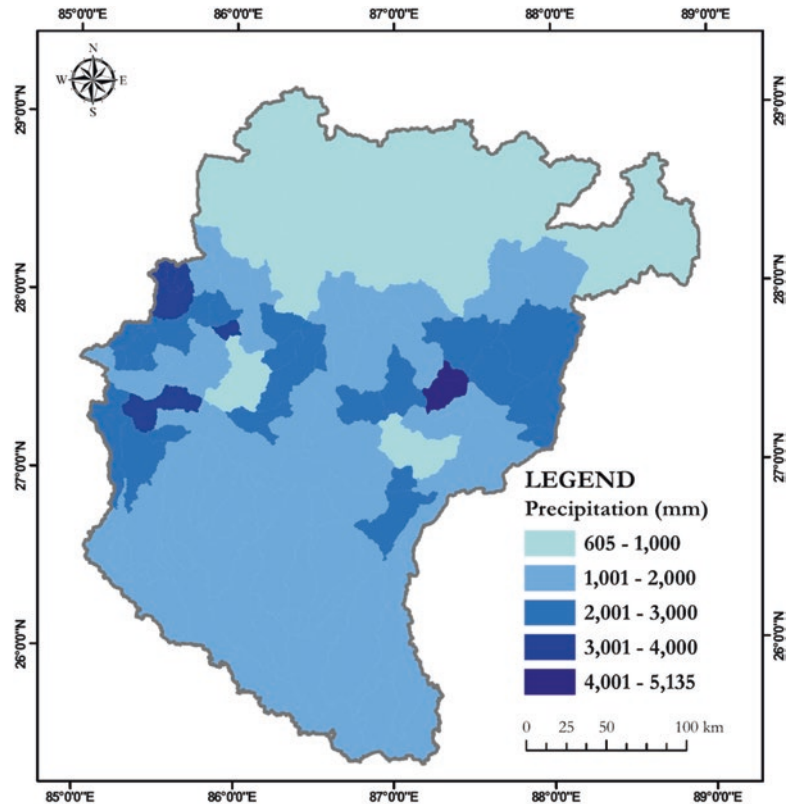 85°0'0"E 86°0'0"E 87°0'0"E 88°0'0"E 89°0'0"E
N
W E
S
29°0'0"N 29°0'0"N
28°0'0"N 28°0'0"N
27°0'0"N 27°0'0"N
26°0'0"N 26°0'0"N
LEGEND
Precipitation (mm)
605 - 1,000
1,001 - 2,000
2,001 - 3,000
3,001 - 4,000
4,001 - 5,135
0 25 50 100 km
85°0'0"E 86°0'0"E 87°0'0"E 88°0'0"E 89°0'0"E